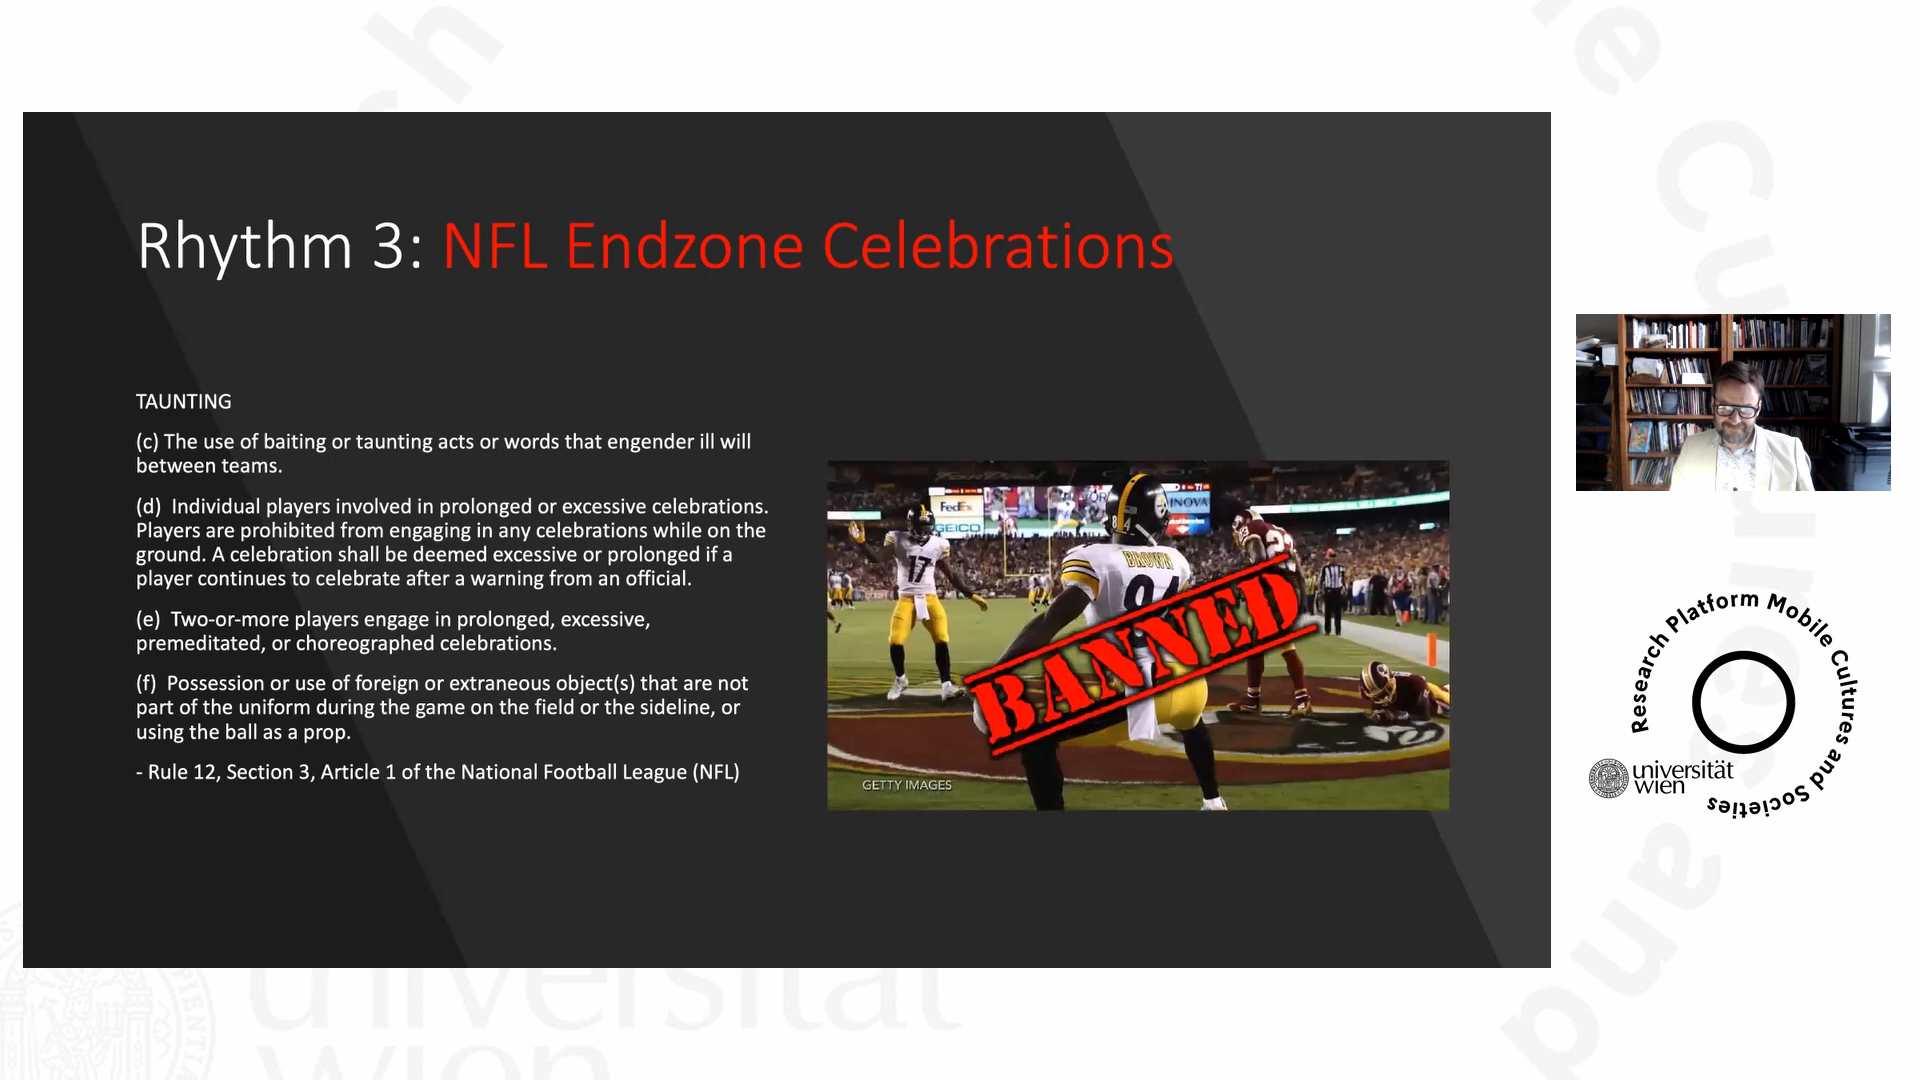 Rhythm 3: NFL Endzone Celebrations
TAUNTING
(c) The use of baiting or taunting acts or words that engender ill will
between teams.
(d)  Individual players involved in prolonged or excessive celebrations.
Players are prohibited from engaging in any celebrations while on the
ground. A celebration shall be deemed excessive or prolonged if a
player continues to celebrate after a warning from an official.
(e)  Two-or-more players engage in prolonged, excessive,
premeditated, or choreographed celebrations.
(f)  Possession or use of foreign or extraneous object(s) that are not
part of the uniform during the game on the field or the sideline, or
using the ball as a prop.
- Rule 12, Section 3, Article 1 of the National Football League (NFL)
FedEx
GEICO
INOVA
17
BROWN
84
BANNED
GETTY IMAGES
Research Platform Mobile Cultures and Societies
universität
wien
universität
wien